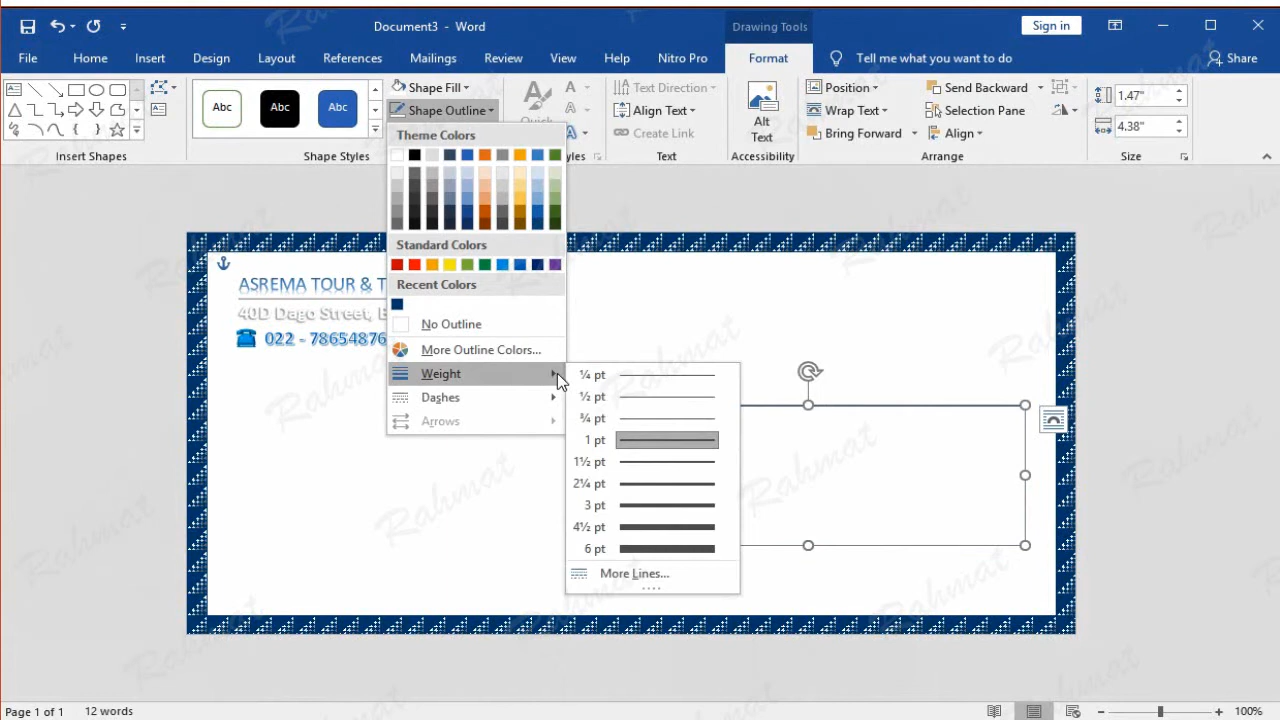 Document3 - Word
Drawing Tools
Sign in
File Home Insert Design Layout References Mailings Review View Help Nitro Pro Format Tell me what you want to do Share
Abc Abc Abc
Shape Fill
Shape Outline
Quick
Text Direction
Align Text
Create Link
Alt
Text
Position
Wrap Text
Bring Forward
Send Backward
Selection Pane
Align
1.47"
4.38"
Insert Shapes Shape Styles yles Text Accessibility Arrange Size
Theme Colors
Standard Colors
Recent Colors
No Outline
More Outline Colors...
Weight
Dashes
Arrows
¼ pt
½ pt
¾ pt
1 pt
1½ pt
2¼ pt
3 pt
4½ pt
6 pt
More Lines...
ASREMA TOUR & T
40D Dago Street, B
022 - 78654876
Rahmat
Page 1 of 1 12 words
100%